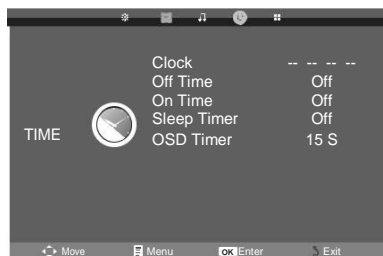 Clock -- -- -- --
Off Time Off
On Time Off
Sleep Timer Off
TIME
OSD Timer 15 S
Move Menu OK Enter Exit